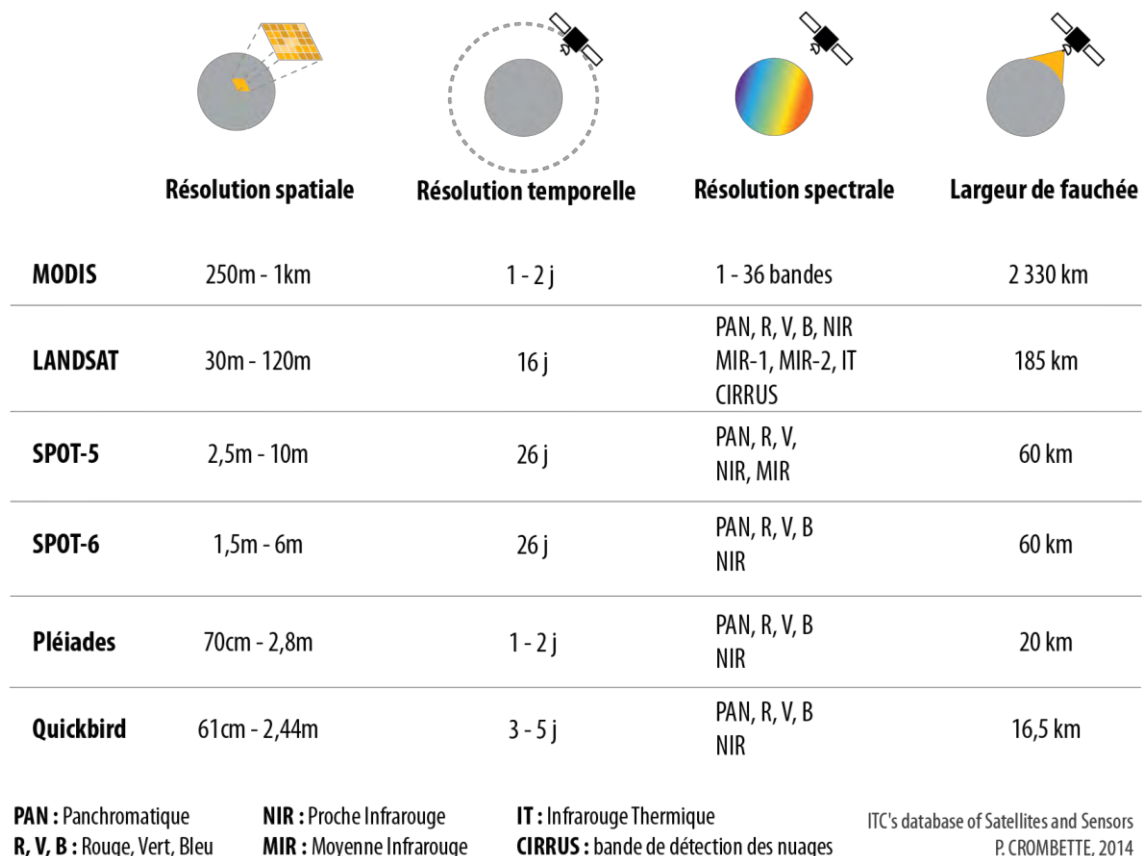 Résolution spatiale Résolution temporelle Résolution spectrale Largeur de fauchée
MODIS 250m - 1km 1 - 2 j 1 - 36 bandes 2 330 km
LANDSAT 30m - 120m 16 j PAN, R, V, B, NIR
MIR-1, MIR-2, IT
CIRRUS 185 km
SPOT-5 2,5m - 10m 26 j PAN, R, V,
NIR, MIR 60 km
SPOT-6 1,5m - 6m 26 j PAN, R, V, B
NIR 60 km
Pléiades 70cm - 2,8m 1 - 2 j PAN, R, V, B
NIR 20 km
Quickbird 61cm - 2,44m 3 - 5 j PAN, R, V, B
NIR 16,5 km
PAN : Panchromatique NIR : Proche Infrarouge IT : Infrarouge Thermique
R, V, B : Rouge, Vert, Bleu MIR : Moyenne Infrarouge CIRRUS : bande de détection des nuages
ITC's database of Satellites and Sensors
P. CROMBETTE, 2014